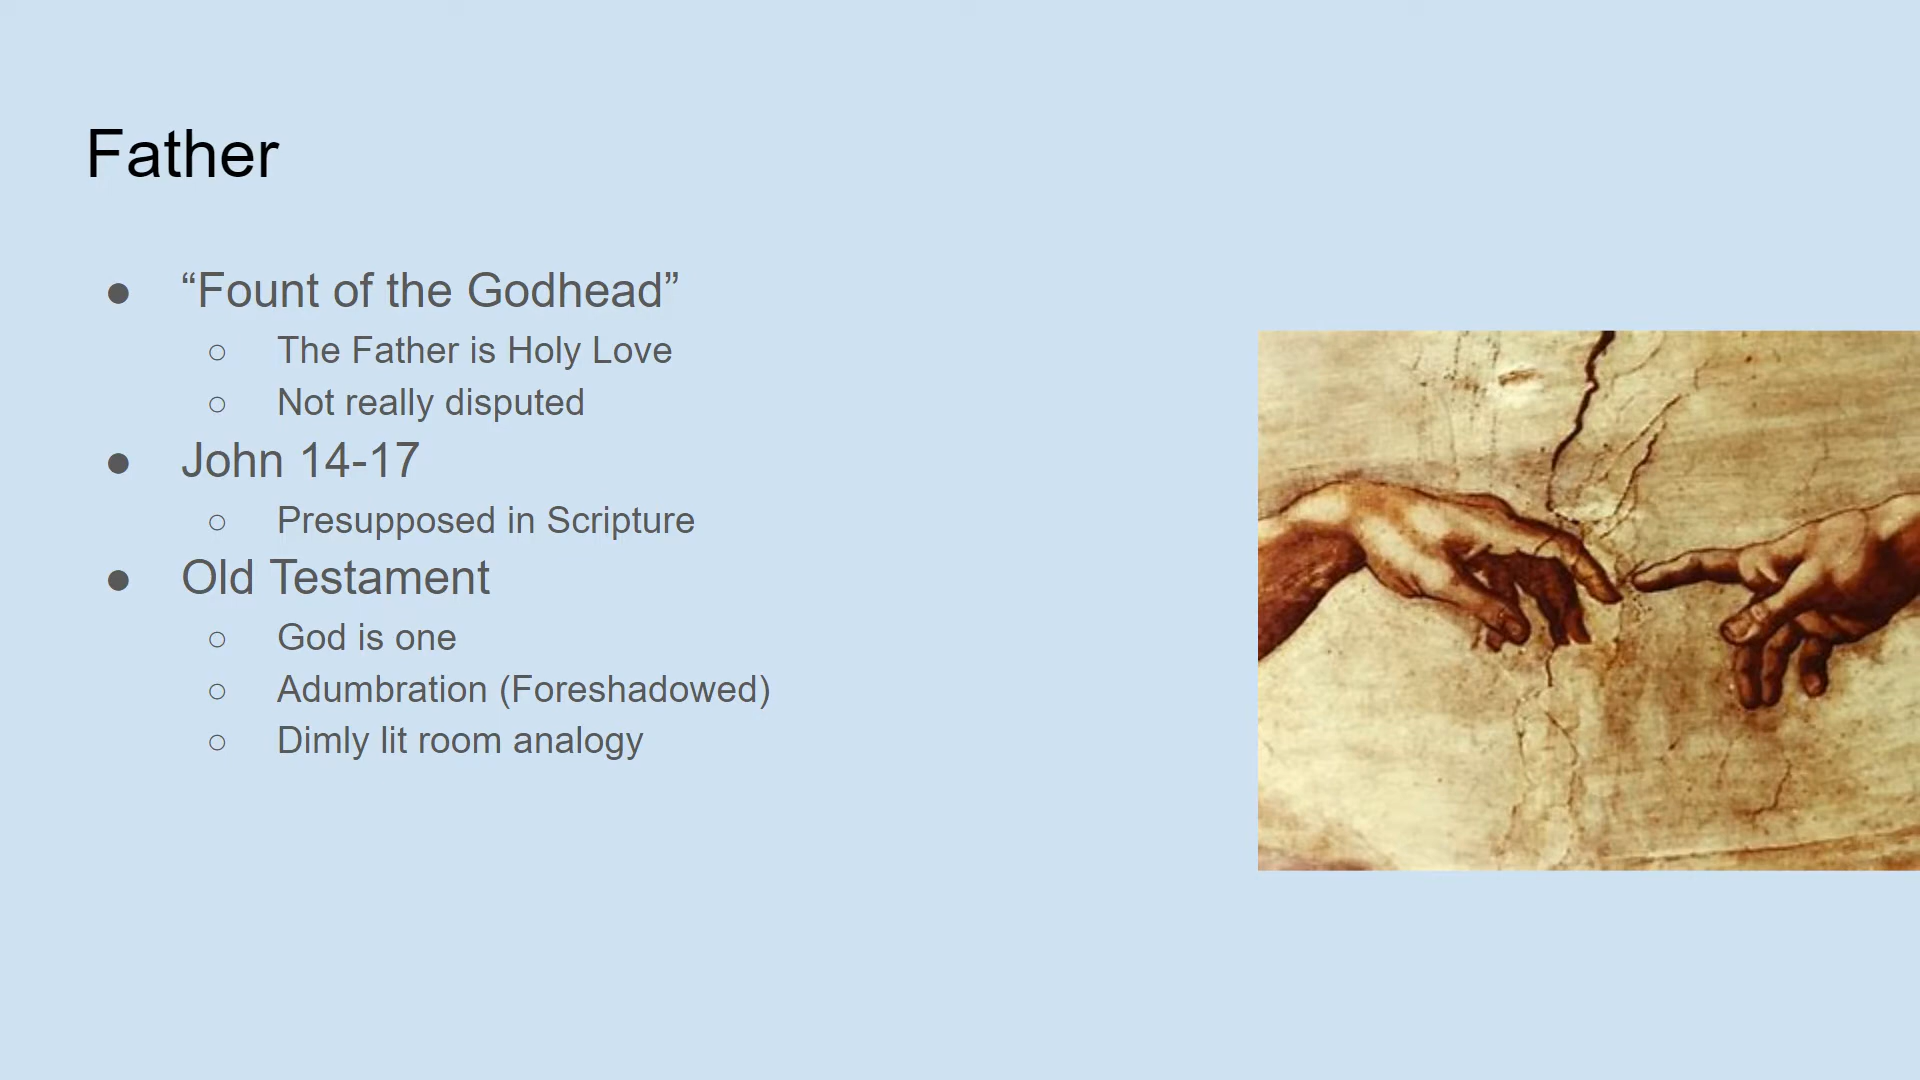 Father
● “Fount of the Godhead”
○ The Father is Holy Love
○ Not really disputed
● John 14-17
○ Presupposed in Scripture
● Old Testament
○ God is one
○ Adumbration (Foreshadowed)
○ Dimly lit room analogy